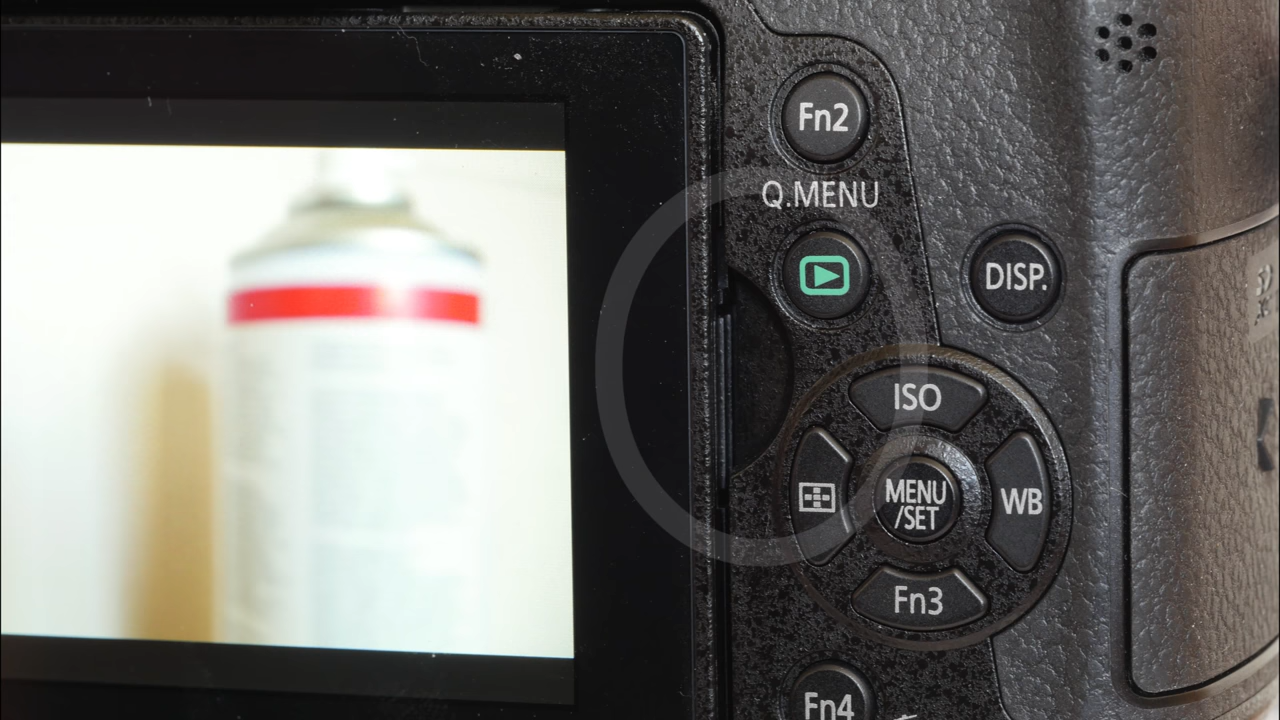 Fn2
Q.MENU
DISP.
ISO
MENU
/SET
WB
Fn3
Fn4